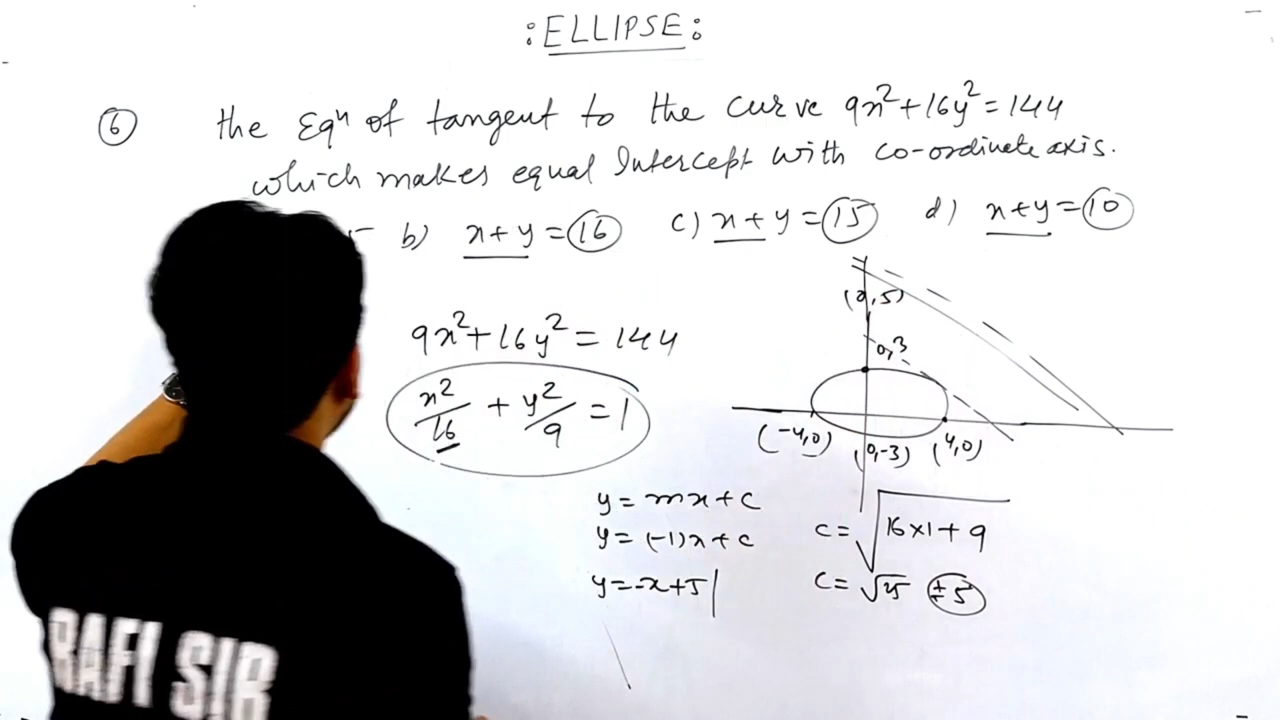 :ELLIPSE:
⑥ the Eqⁿ of tangent to the curve 9x²+16y²=144
which makes equal Intercept with co-ordinate axis.
b) x+y=16 c) x+y=15 d) x+y=10
(0,5)
9x²+16y²=144
0,3
x²/16 + y²/9 = 1
(-4,0) (0,-3) (4,0)
y=mx+c
y=(-1)x+c
c=√16×1+9
y=-x+5
c=√25 ±5
RAFI SIR